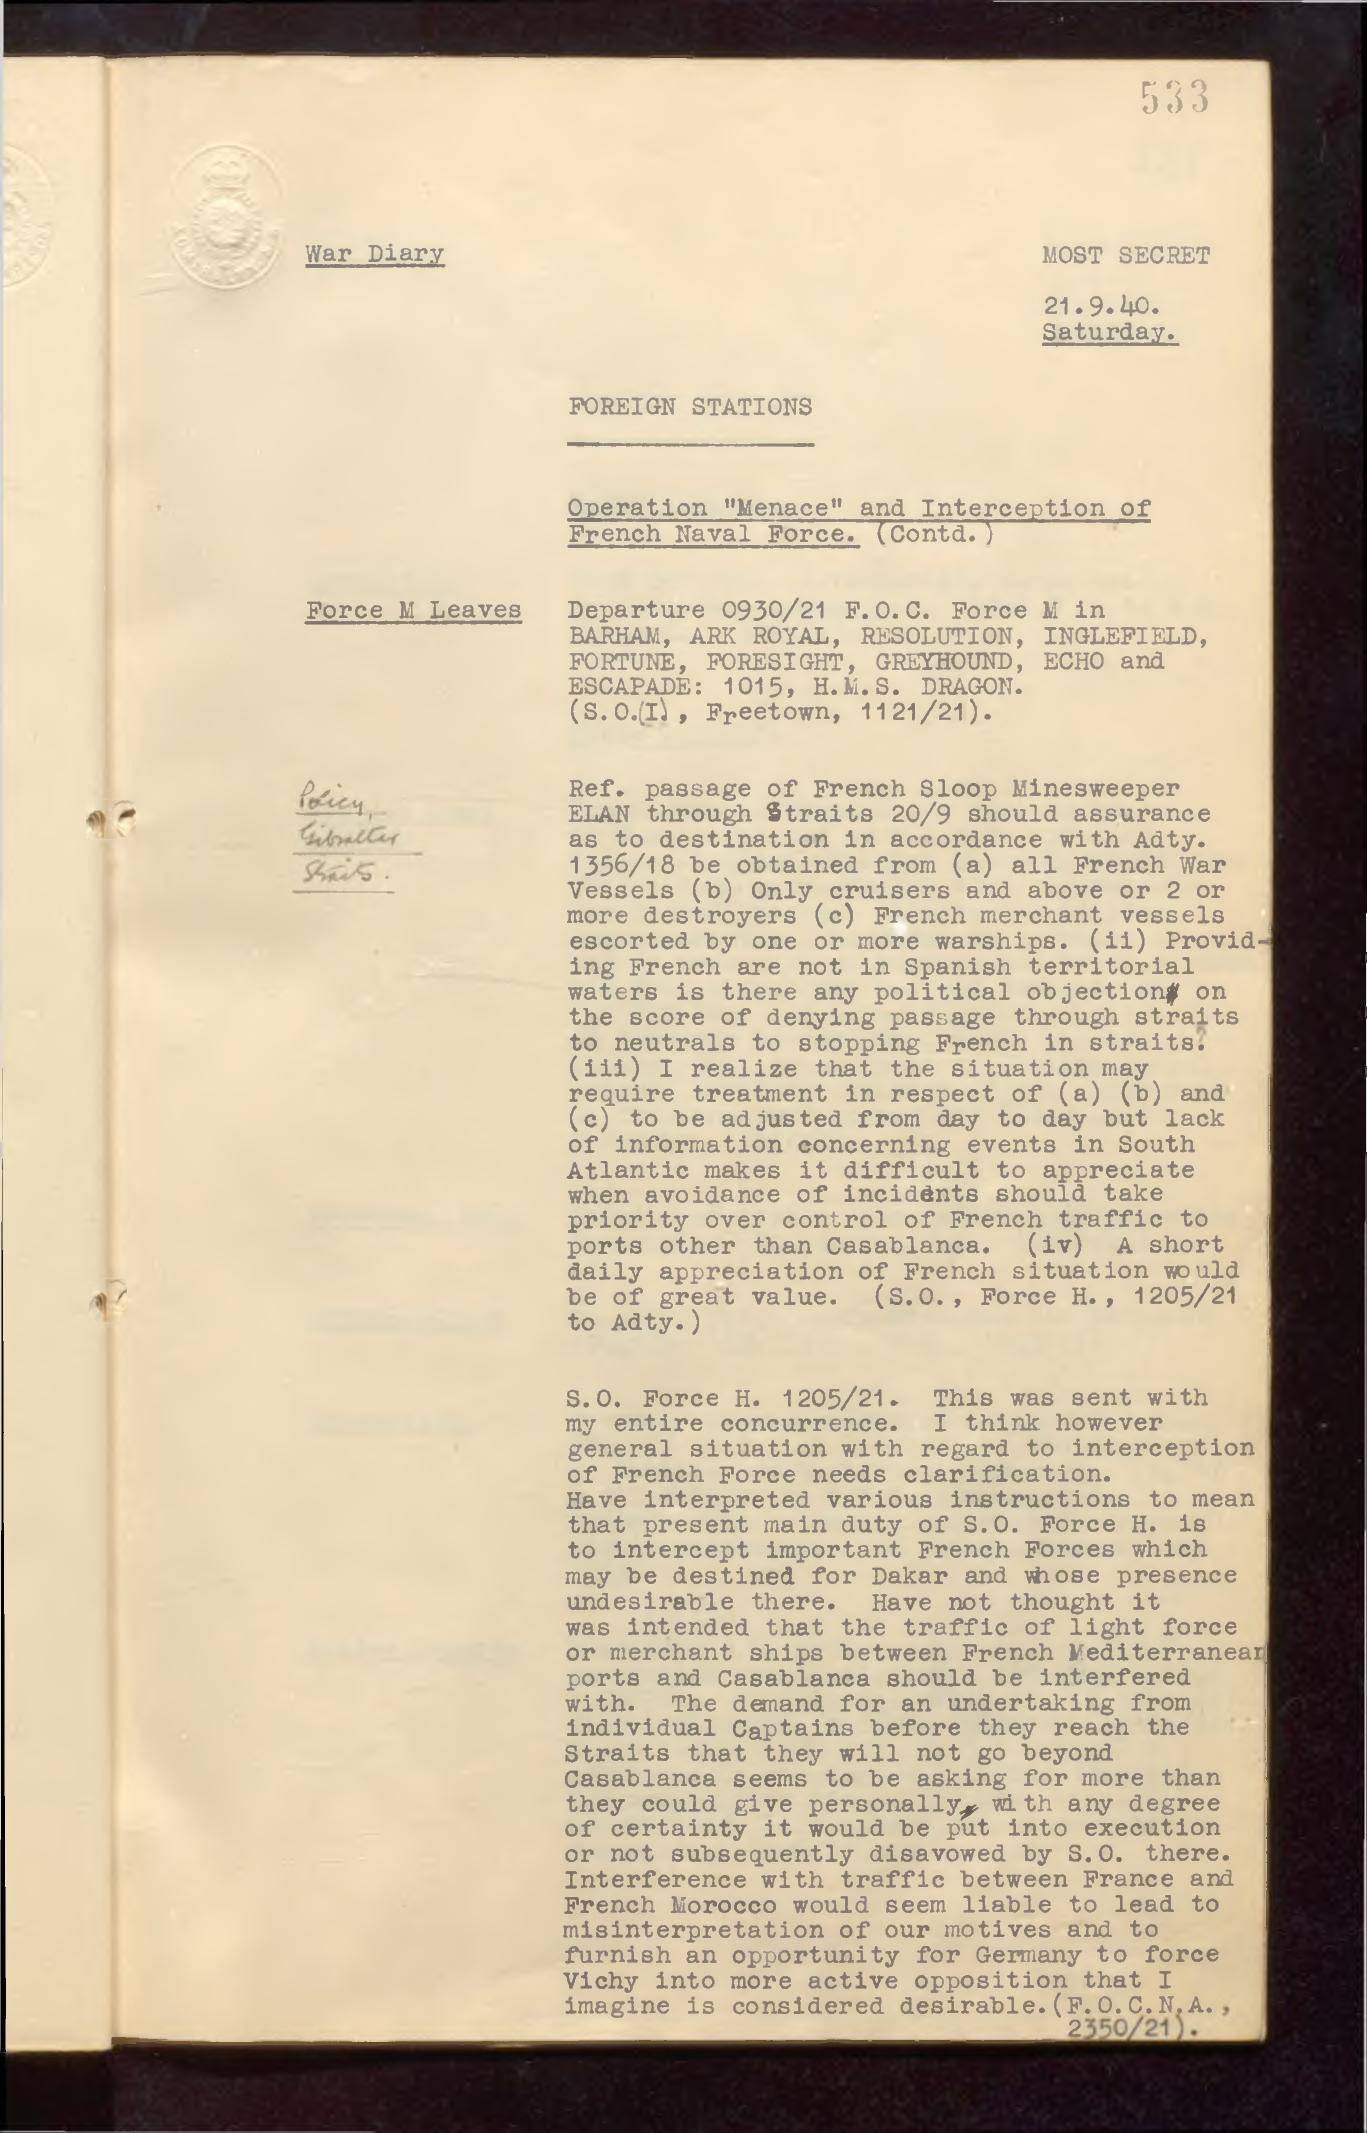 533
War Diary
MOST SECRET
21.9.40.
Saturday.
FOREIGN STATIONS
Operation "Menace" and Interception of
French Naval Force. (Contd.)
Force M Leaves
Departure 0930/21 F.O.C. Force M in
BARHAM, ARK ROYAL, RESOLUTION, INGLEFIELD,
FORTUNE, FORESIGHT, GREYHOUND, ECHO and
ESCAPADE: 1015, H.M.S. DRAGON.
(S.O.(I), Freetown, 1121/21).
Policy,
Gibraltar
Straits.
Ref. passage of French Sloop Minesweeper
ELAN through Straits 20/9 should assurance
as to destination in accordance with Adty.
1356/18 be obtained from (a) all French War
Vessels (b) Only cruisers and above or 2 or
more destroyers (c) French merchant vessels
escorted by one or more warships. (ii) Provid-
ing French are not in Spanish territorial
waters is there any political objection on
the score of denying passage through straits
to neutrals to stopping French in straits?
(iii) I realize that the situation may
require treatment in respect of (a) (b) and
(c) to be adjusted from day to day but lack
of information concerning events in South
Atlantic makes it difficult to appreciate
when avoidance of incidents should take
priority over control of French traffic to
ports other than Casablanca. (iv) A short
daily appreciation of French situation would
be of great value. (S.O., Force H., 1205/21
to Adty.)
S.O. Force H. 1205/21. This was sent with
my entire concurrence. I think however
general situation with regard to interception
of French Force needs clarification.
Have interpreted various instructions to mean
that present main duty of S.O. Force H. is
to intercept important French Forces which
may be destined for Dakar and whose presence
undesirable there. Have not thought it
was intended that the traffic of light force
or merchant ships between French Mediterranean
ports and Casablanca should be interfered
with. The demand for an undertaking from
individual Captains before they reach the
Straits that they will not go beyond
Casablanca seems to be asking for more than
they could give personally, with any degree
of certainty it would be put into execution
or not subsequently disavowed by S.O. there.
Interference with traffic between France and
French Morocco would seem liable to lead to
misinterpretation of our motives and to
furnish an opportunity for Germany to force
Vichy into more active opposition that I
imagine is considered desirable.(F.O.C.N.A.,
2350/21).